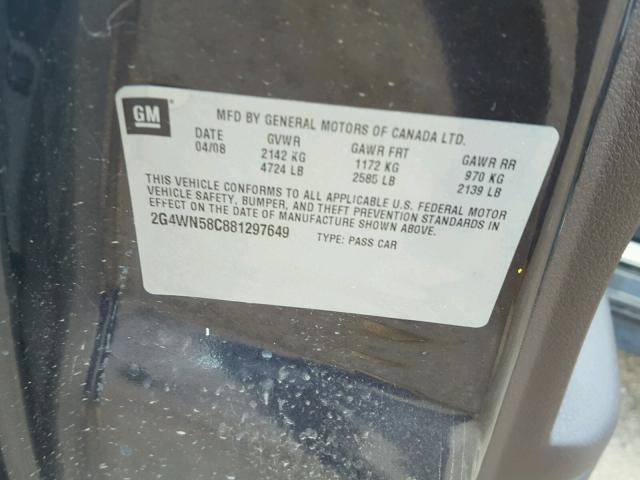 GM
MFD BY GENERAL MOTORS OF CANADA LTD.
DATE GVWR GAWR FRT GAWR RR
04/08 2142 KG 1172 KG 970 KG
4724 LB 2585 LB 2139 LB
THIS VEHICLE CONFORMS TO ALL APPLICABLE U.S. FEDERAL MOTOR
VEHICLE SAFETY, BUMPER, AND THEFT PREVENTION STANDARDS IN
EFFECT ON THE DATE OF MANUFACTURE SHOWN ABOVE.
2G4WN58C881297649 TYPE: PASS CAR